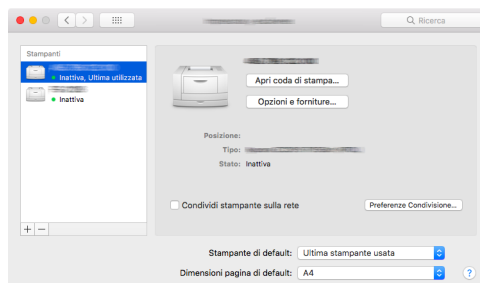 Ricerca
Stampanti
Inattiva, Ultima utilizzata
Inattiva
Apri coda di stampa...
Opzioni e forniture...
Posizione:
Tipo:
Stato: Inattiva
Condividi stampante sulla rete
Preferenze Condivisione...
+ −
Stampante di default: Ultima stampante usata
Dimensioni pagina di default: A4
?